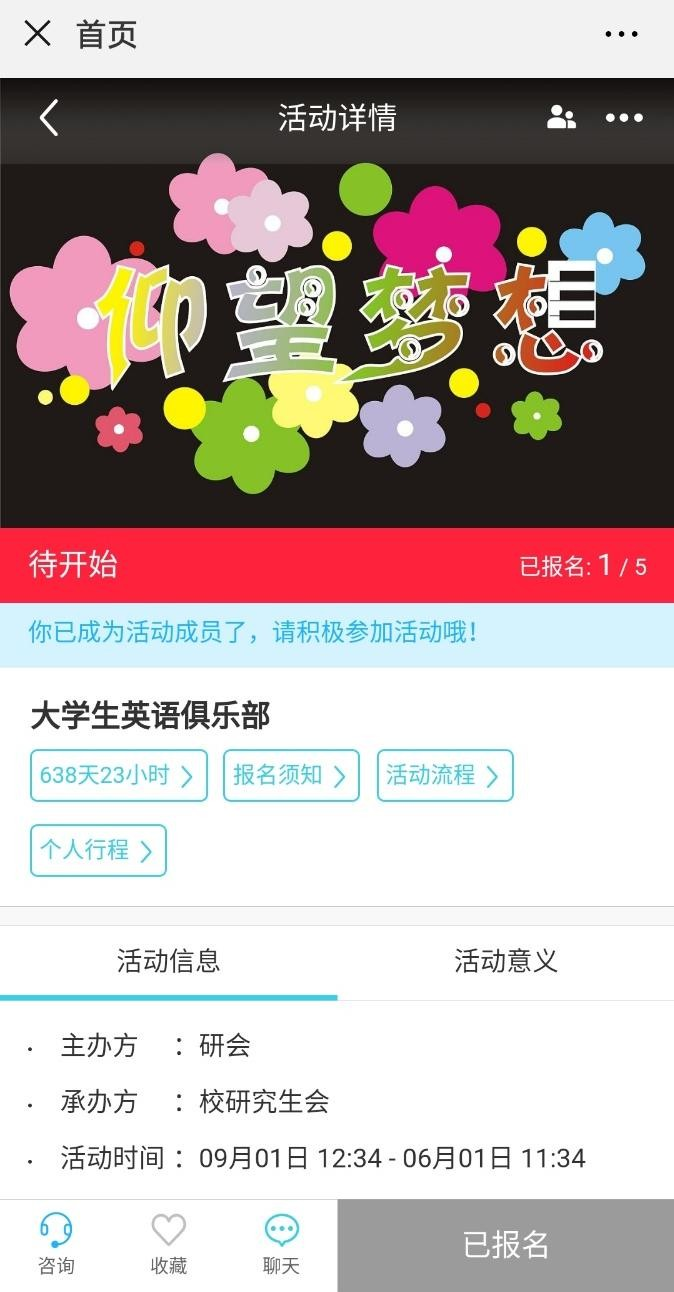 首页
活动详情
仰望梦想
待开始 已报名: 1 / 5
你已成为活动成员了，请积极参加活动哦!
大学生英语俱乐部
638天23小时 报名须知 活动流程
个人行程
活动信息 活动意义
· 主办方 ： 研会
· 承办方 ： 校研究生会
· 活动时间 ： 09月01日 12:34 - 06月01日 11:34
咨询 收藏 聊天 已报名